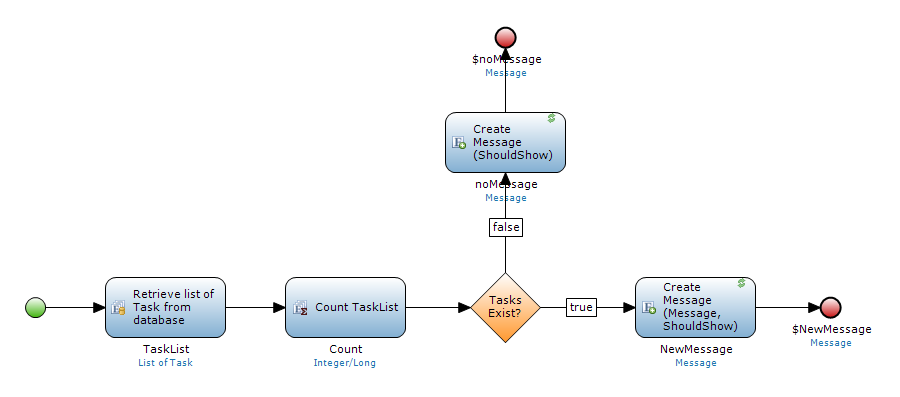 $noMessage
Message
Create
Message
(ShouldShow)
noMessage
Message
false
Retrieve list of
Task from
database
TaskList
List of Task
Count TaskList
Count
Integer/Long
Tasks
Exist?
true
Create
Message
(Message,
ShouldShow)
NewMessage
Message
$NewMessage
Message